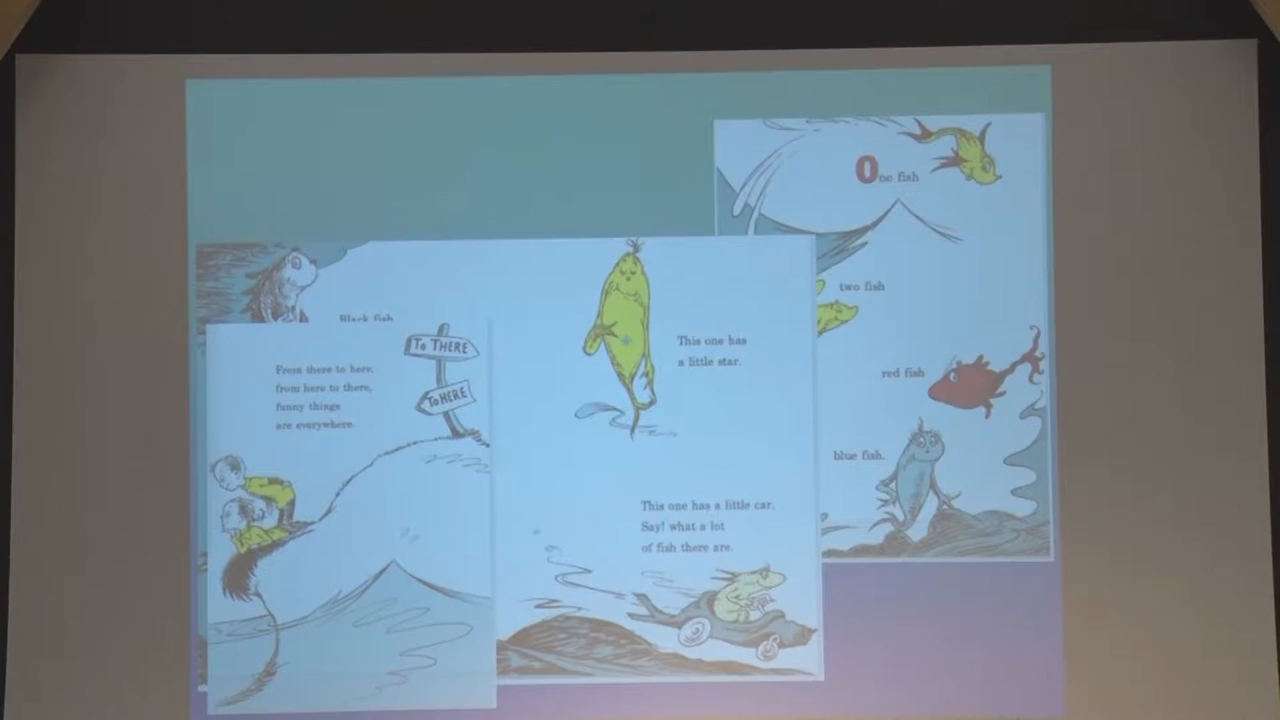 One fish
two fish
red fish
blue fish.
Black fish
This one has
a little star.
This one has a little car.
Say! what a lot
of fish there are.
From there to here,
from here to there,
funny things
are everywhere.
TO THERE
TO HERE